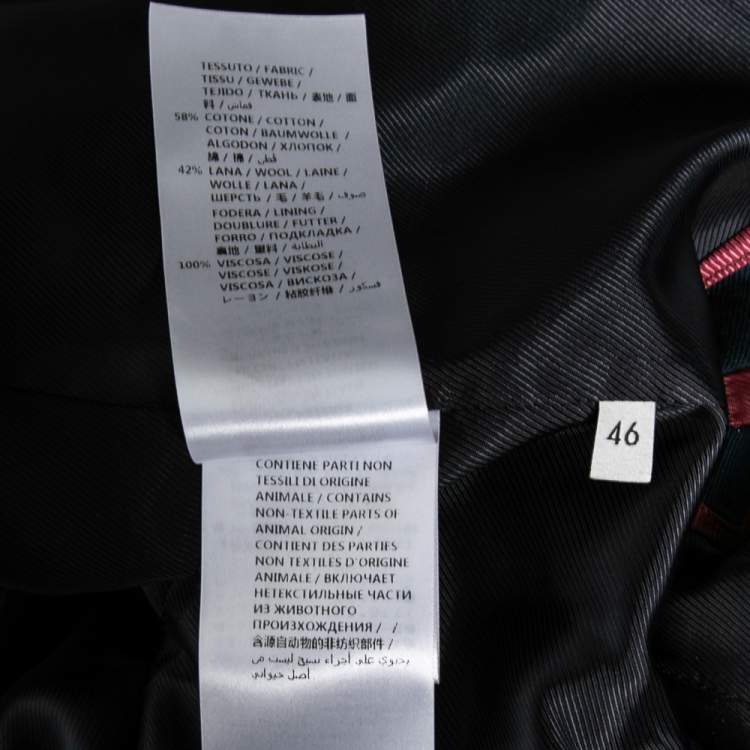 TESSUTO / FABRIC /
TISSU / GEWEBE /
TEJIDO / ТКАНЬ / 裏地 / 面
料 / قماش
58% COTONE / COTTON /
COTON / BAUMWOLLE /
ALGODON / ХЛОПОК /
綿 / 棉 / قطن
42% LANA / WOOL / LAINE /
WOLLE / LANA /
ШЕРСТЬ / 毛 / 羊毛 / صوف
FODERA / LINING /
DOUBLURE / FUTTER /
FORRO / ПОДКЛАДКА /
裏地 / 里料 / البطانة
100% VISCOSA / VISCOSE /
VISCOSE / VISKOSE /
VISCOSA / ВИСКОЗА /
レーヨン / 粘胶纤维 / فسكوز
46
CONTIENE PARTI NON
TESSILI DI ORIGINE
ANIMALE / CONTAINS
NON-TEXTILE PARTS OF
ANIMAL ORIGIN /
CONTIENT DES PARTIES
NON TEXTILES D'ORIGINE
ANIMALE / ВКЛЮЧАЕТ
НЕТЕКСТИЛЬНЫЕ ЧАСТИ
ИЗ ЖИВОТНОГО
ПРОИЗХОЖДЕНИЯ / /
含源自动物的非纺织部件 /
يحتوي على أجزاء نسيج ليست من
أصل حيواني